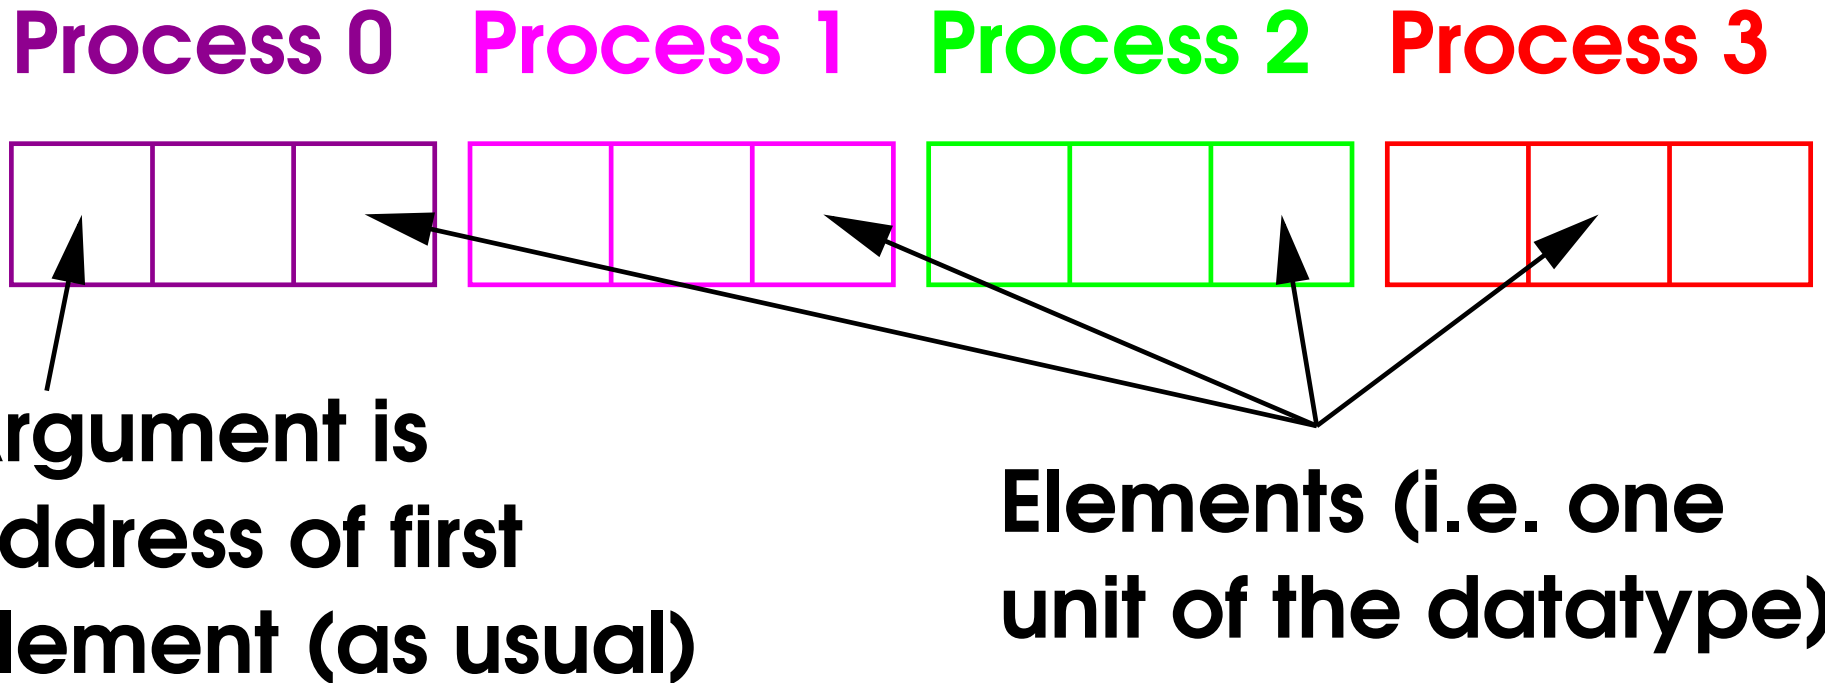 Process 0 Process 1 Process 2 Process 3
rgument is
ddress of first
lement (as usual)
Elements (i.e. one
unit of the datatype)